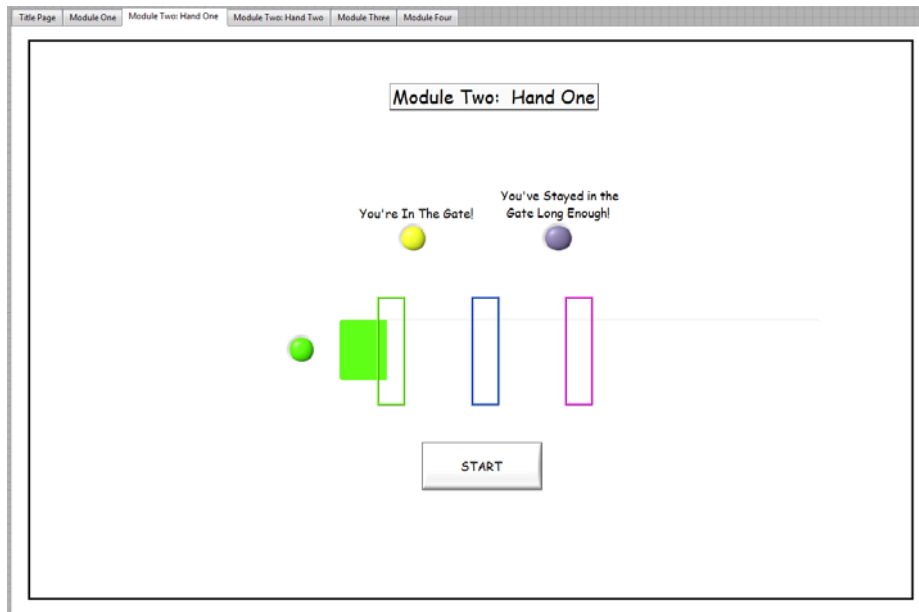 Title Page Module One Module Two: Hand One Module Two: Hand Two Module Three Module Four
Module Two: Hand One
You're In The Gate!
You've Stayed in the
Gate Long Enough!
START